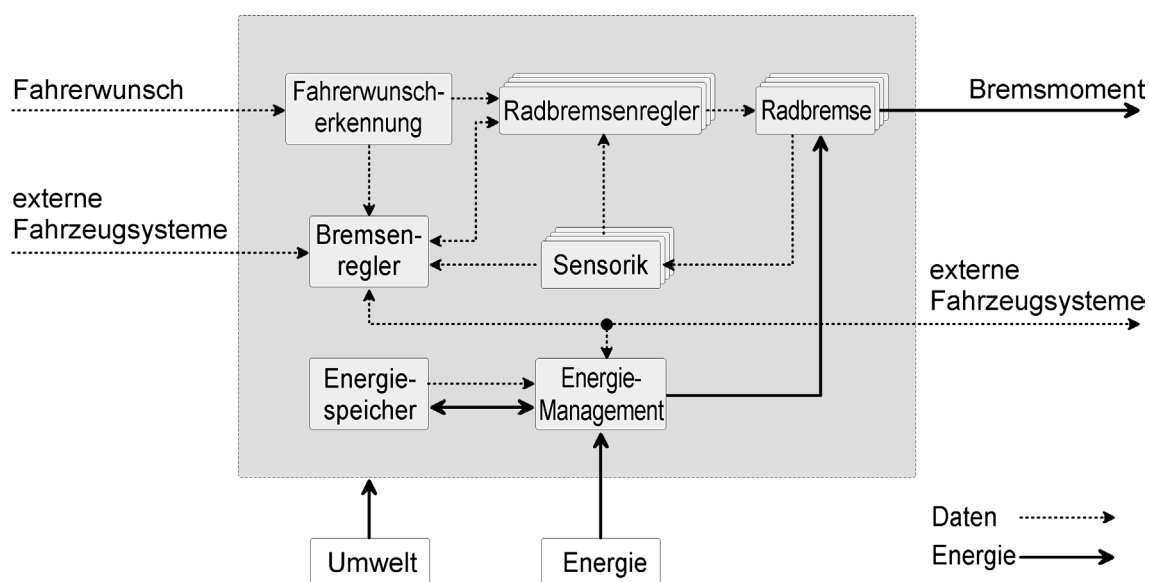 Fahrerwunsch
Fahrerwunsch-
erkennung
Radbremsenregler
Radbremse
Bremsmoment
externe
Fahrzeugsysteme
Bremsen-
regler
Sensorik
externe
Fahrzeugsysteme
Energie-
speicher
Energie-
Management
Umwelt
Energie
Daten
Energie